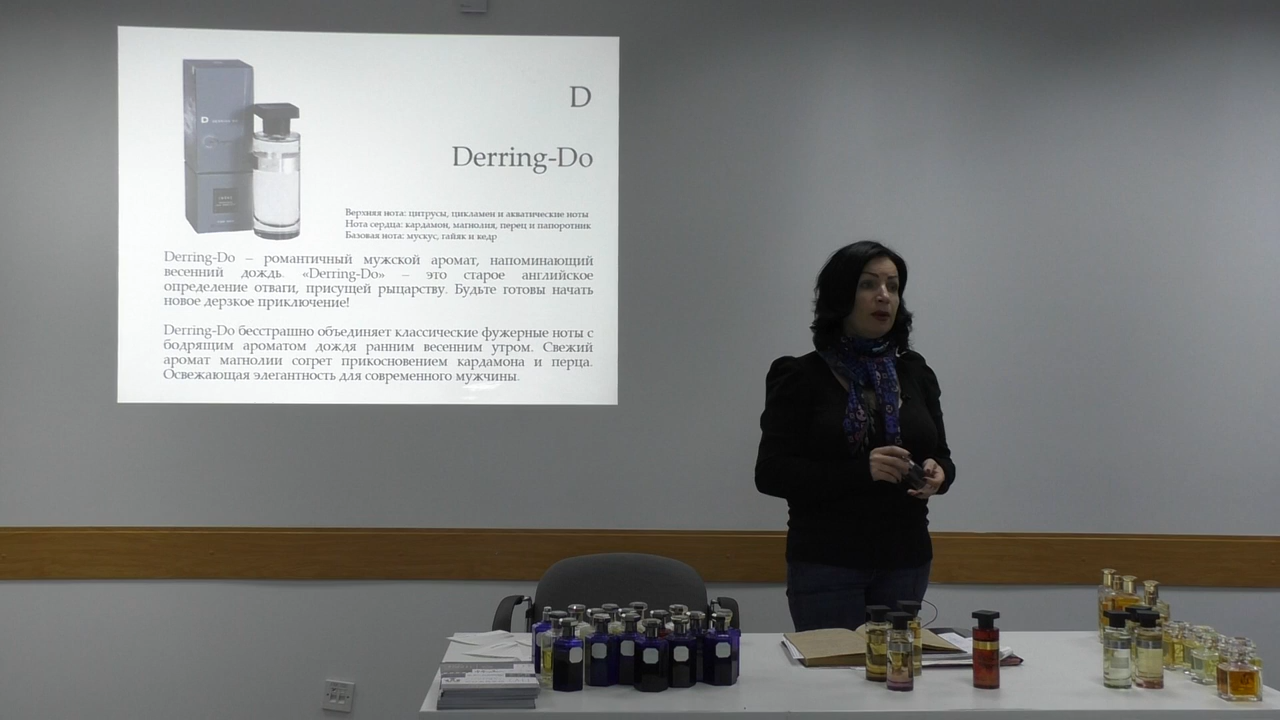 D
Derring-Do
Верхняя нота: цитрусы, цикламен и акватические ноты
Нота сердца: кардамон, магнолия, перец и папоротник
Базовая нота: мускус, гайяк и кедр
Derring-Do – романтичный мужской аромат, напоминающий
весенний дождь. «Derring-Do» – это старое английское
определение отваги, присущей рыцарству. Будьте готовы начать
новое дерзкое приключение!
Derring-Do бесстрашно объединяет классические фужерные ноты с
бодрящим ароматом дождя ранним весенним утром. Свежий
аромат магнолии согрет прикосновением кардамона и перца.
Освежающая элегантность для современного мужчины.
D